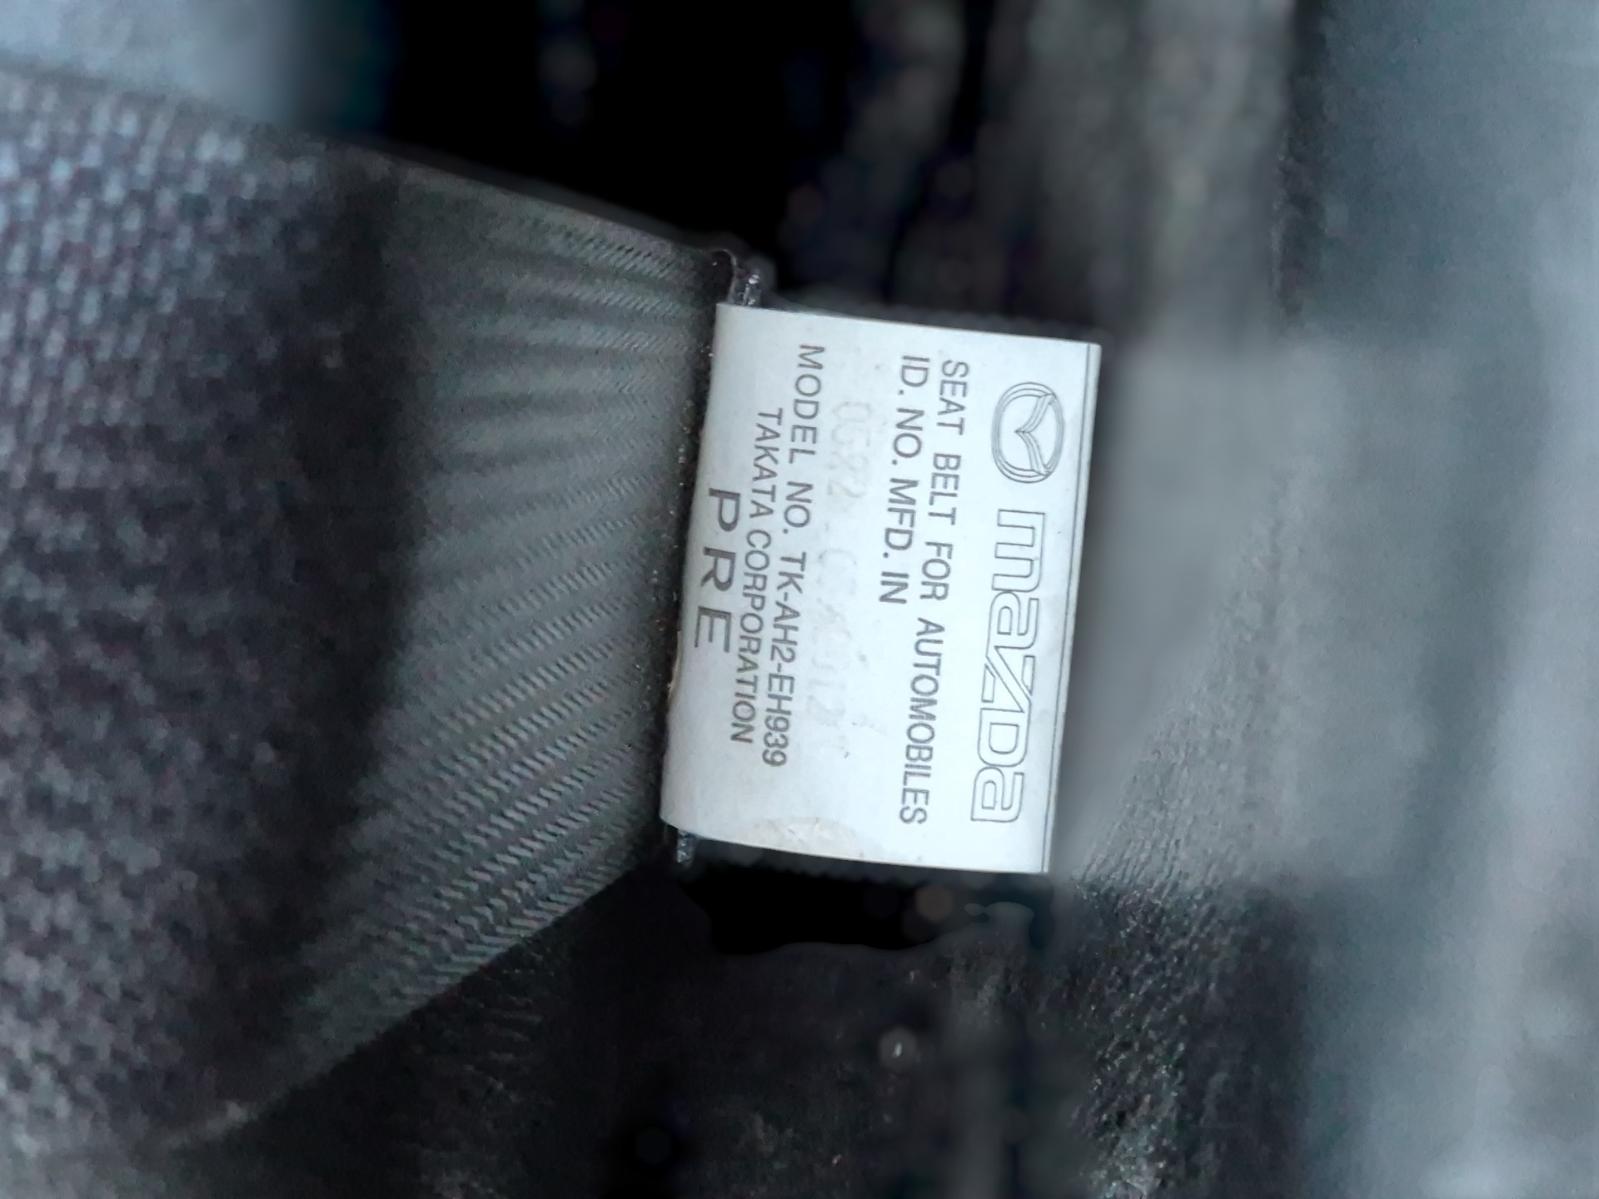 mazda
SEAT BELT FOR AUTOMOBILES
ID. NO. MFD. IN
MODEL NO. TK-AH2-EH939
TAKATA CORPORATION
PRE